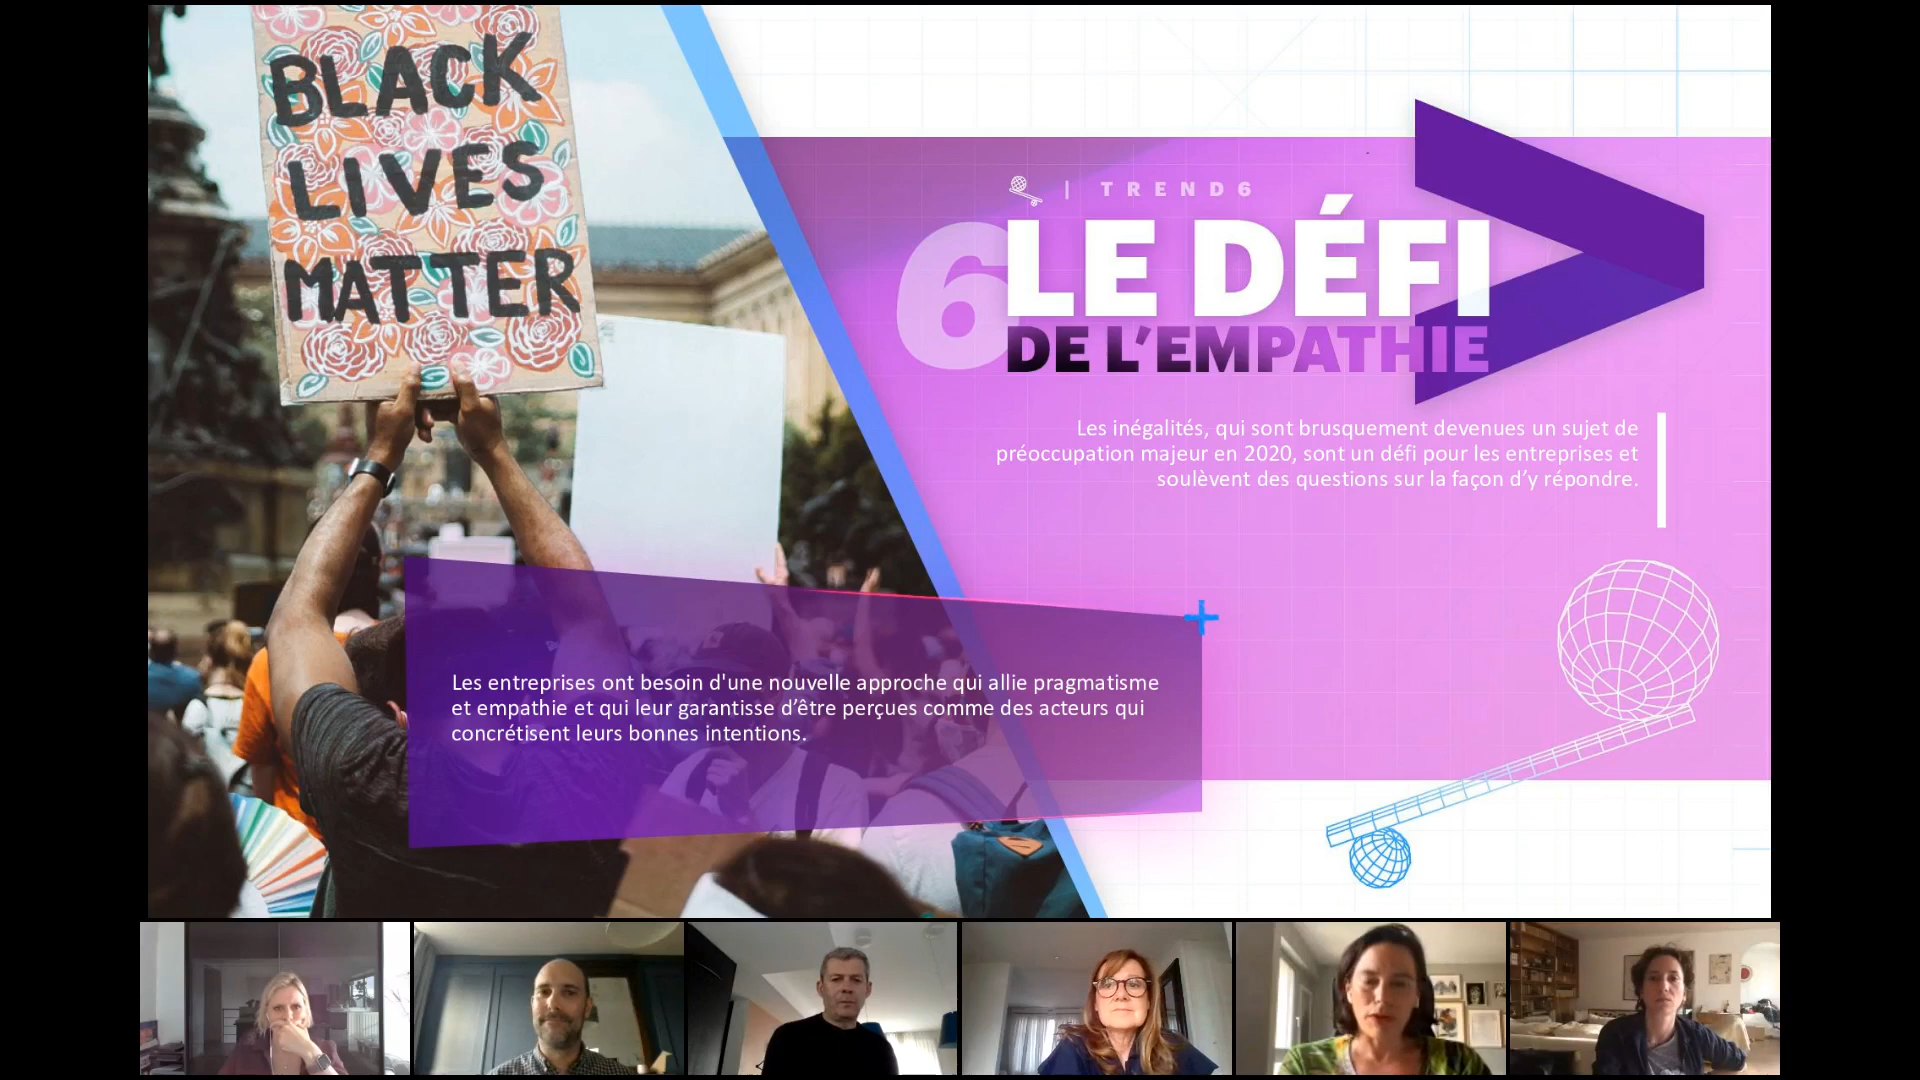 BLACK
LIVES
MATTER
| TREND6
6
LE DÉFI
DE L’EMPATHIE
Les inégalités, qui sont brusquement devenues un sujet de
préoccupation majeur en 2020, sont un défi pour les entreprises et
soulèvent des questions sur la façon d’y répondre.
Les entreprises ont besoin d'une nouvelle approche qui allie pragmatisme
et empathie et qui leur garantisse d’être perçues comme des acteurs qui
concrétisent leurs bonnes intentions.